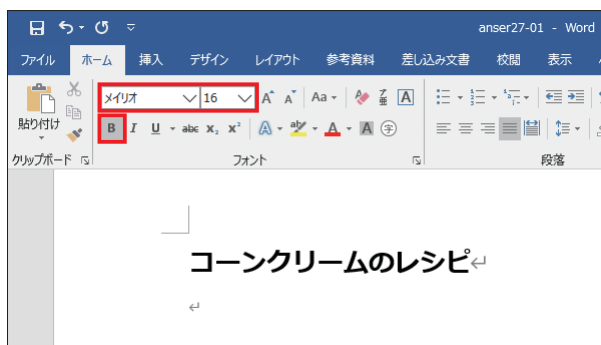 anser27-01 - Word
ファイル ホーム 挿入 デザイン レイアウト 参考資料 差し込み文書 校閲 表示
メイリオ 16 A A Aa A
貼り付け B I U abc x₂ x² A aby A A 字
クリップボード フォント 段落
コーンクリームのレシピ↵
↵